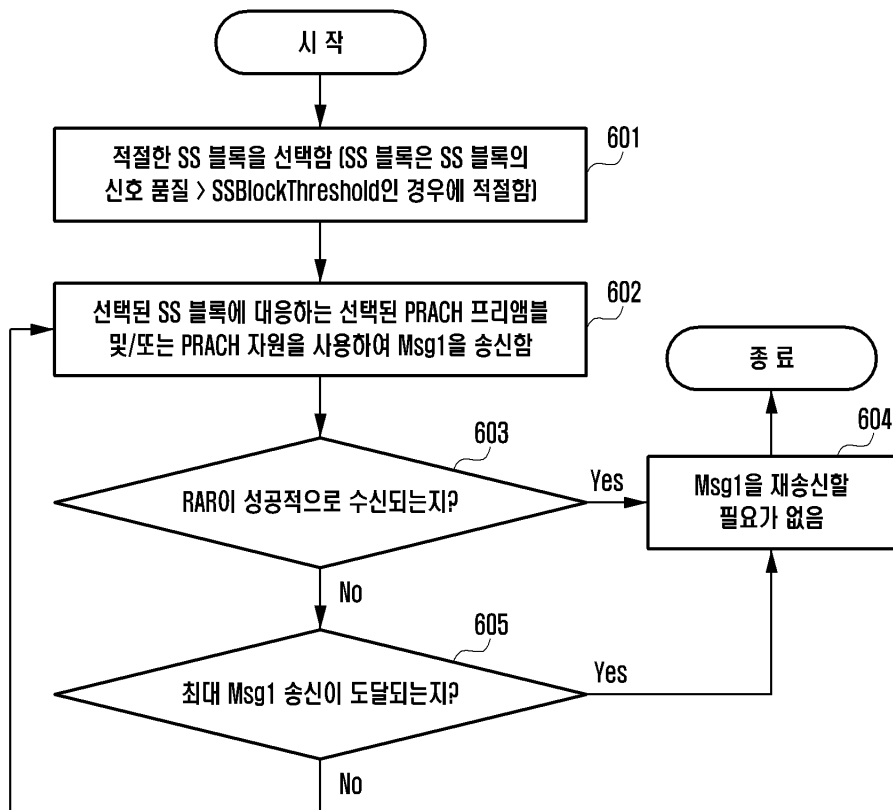 시 작
적절한 SS 블록을 선택함 (SS 블록은 SS 블록의
신호 품질 > SSBlockThreshold인 경우에 적절함)
601
선택된 SS 블록에 대응하는 선택된 PRACH 프리앰블
및/또는 PRACH 자원을 사용하여 Msg1을 송신함
602
종 료
603
RAR이 성공적으로 수신되는지?
Yes
604
Msg1을 재송신할
필요가 없음
No
605
최대 Msg1 송신이 도달되는지?
Yes
No